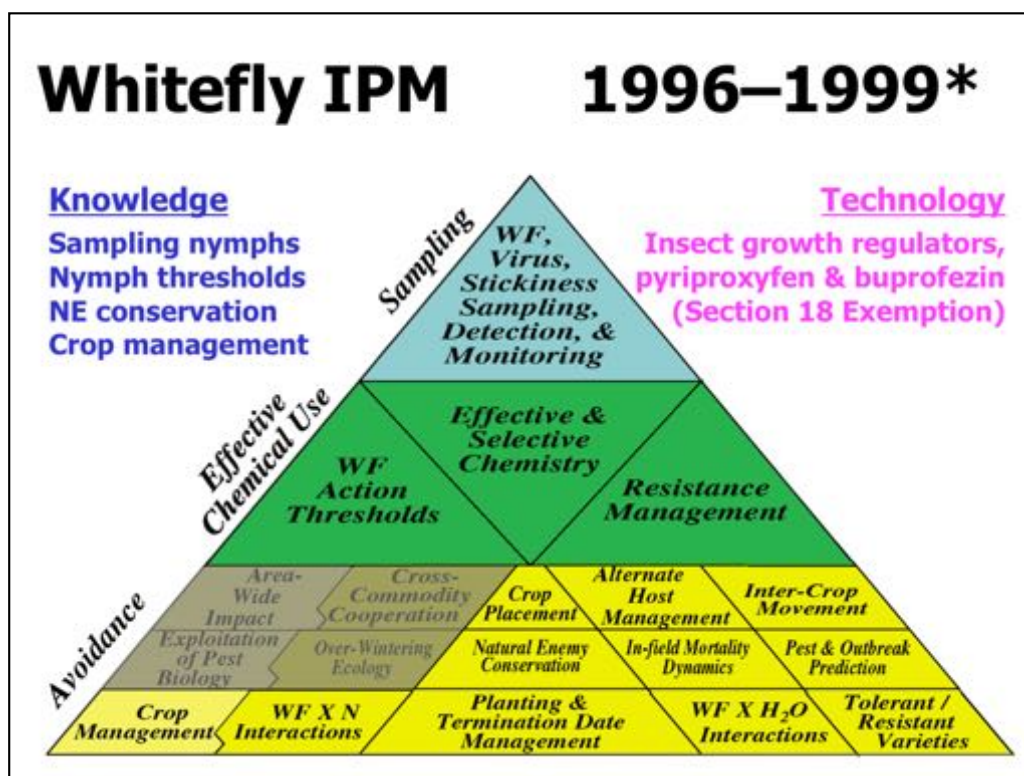 Whitefly IPM 1996–1999*
Knowledge
Sampling nymphs
Nymph thresholds
NE conservation
Crop management
Technology
Insect growth regulators,
pyriproxyfen & buprofezin
(Section 18 Exemption)
Sampling
WF,
Virus,
Stickiness
Sampling,
Detection, &
Monitoring
Effective
Chemical Use
WF
Action
Thresholds
Effective &
Selective
Chemistry
Resistance
Management
Avoidance
Area-
Wide
Impact
Cross-
Commodity
Cooperation
Crop
Placement
Alternate
Host
Management
Inter-Crop
Movement
Exploitation
of Pest
Biology
Over-Wintering
Ecology
Natural Enemy
Conservation
In-field Mortality
Dynamics
Pest & Outbreak
Prediction
Crop
Management
WF X N
Interactions
Planting &
Termination Date
Management
WF X H₂O
Interactions
Tolerant /
Resistant
Varieties